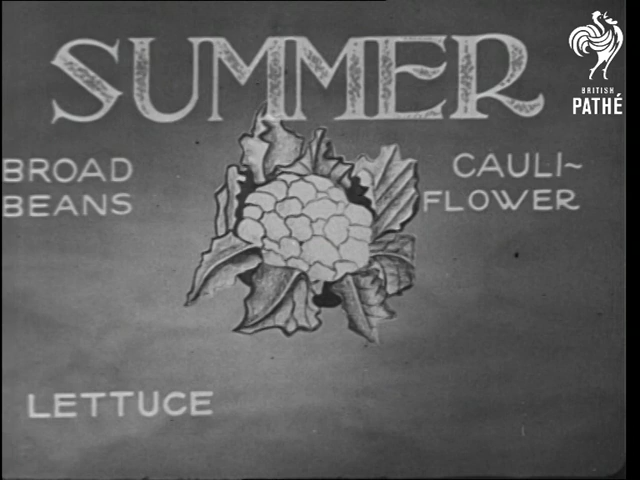 SUMMER
BRITISH
PATHÉ
BROAD
BEANS
CAULI~
FLOWER
LETTUCE